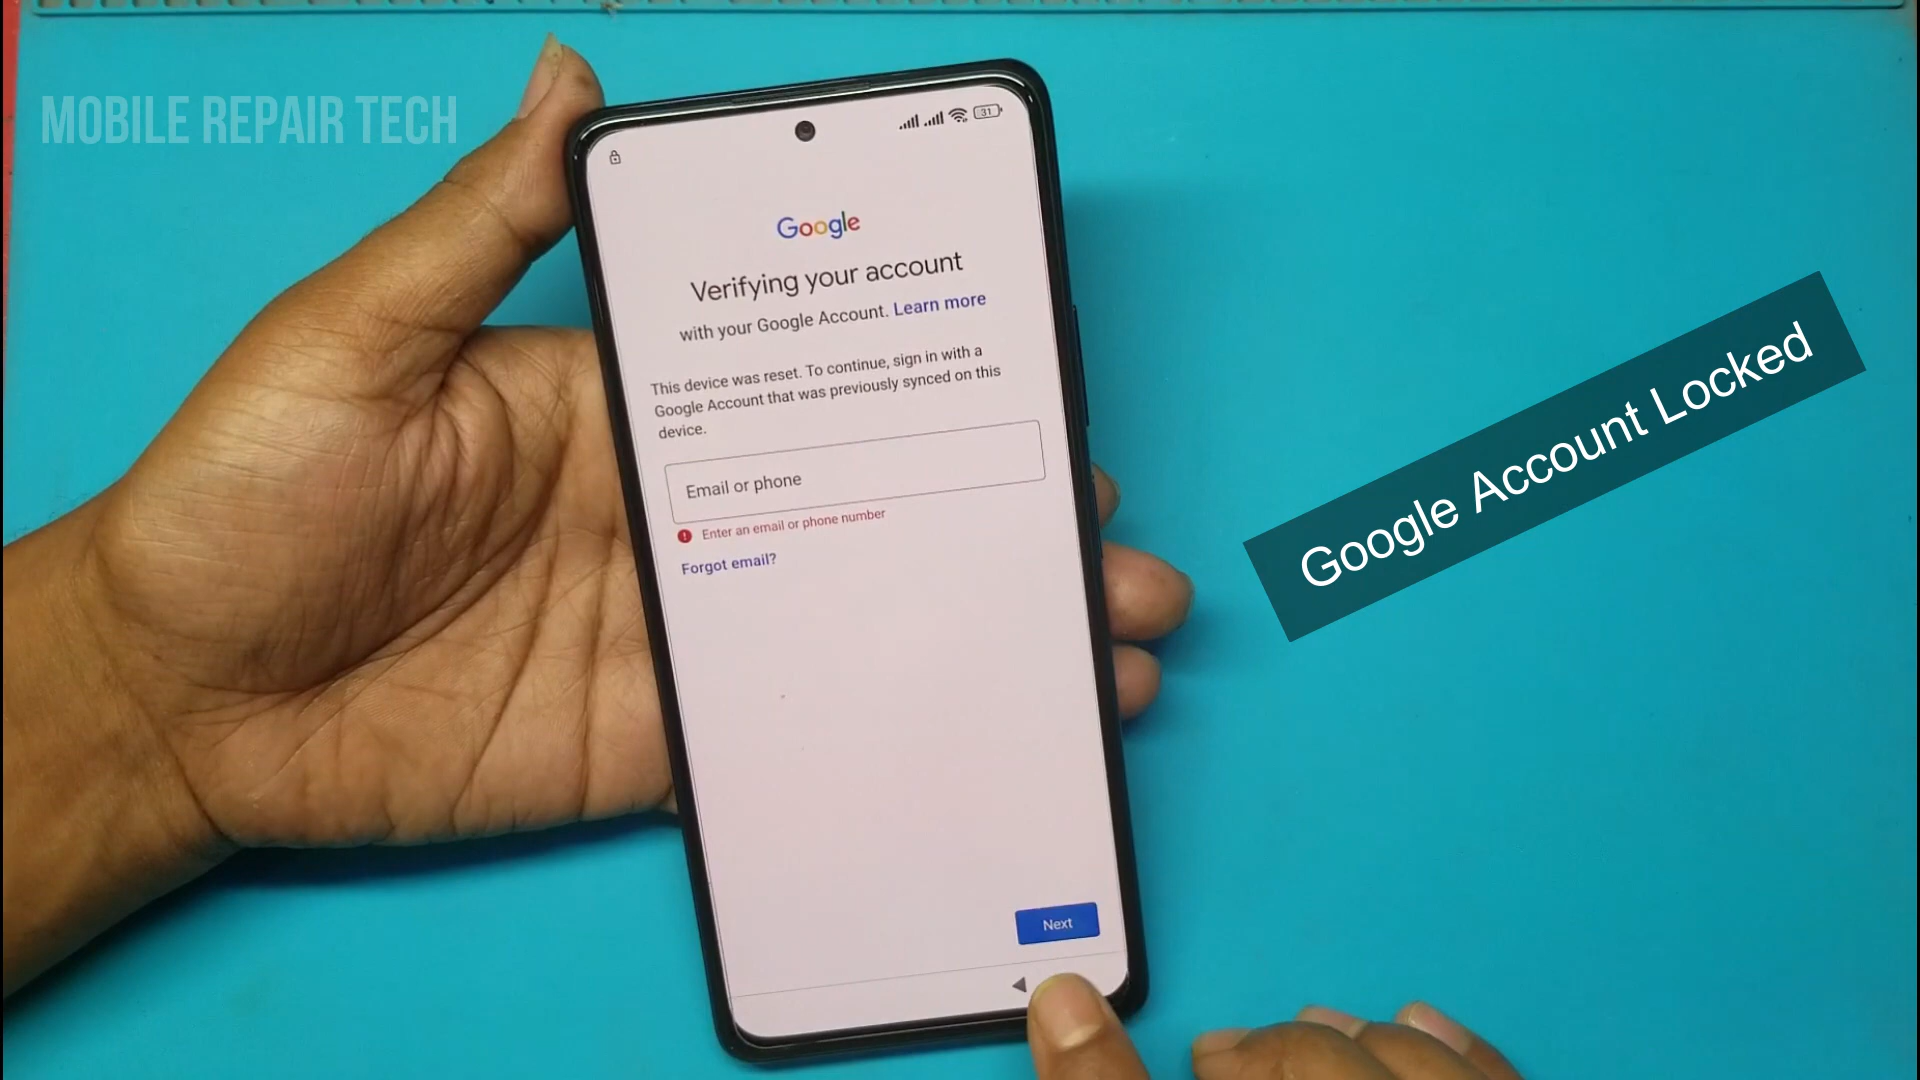 MOBILE REPAIR TECH
31
Google
Verifying your account
with your Google Account. Learn more
This device was reset. To continue, sign in with a
Google Account that was previously synced on this
device.
Email or phone
Enter an email or phone number
Forgot email?
Next
Google Account Locked